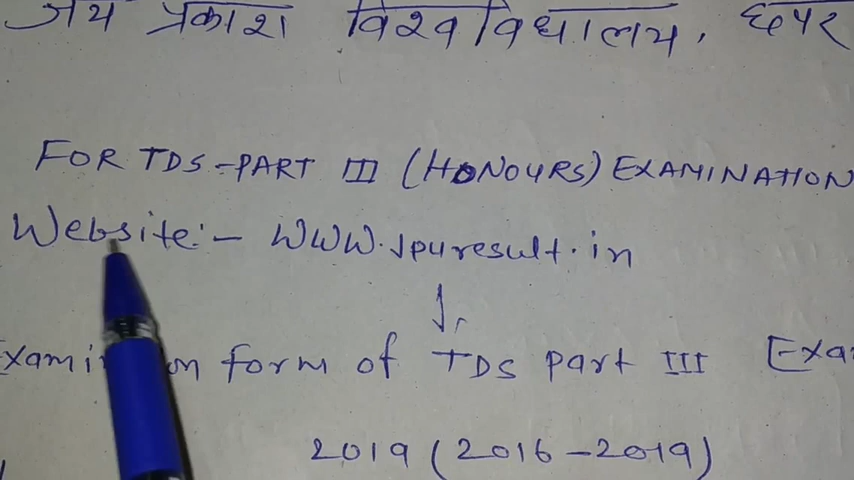 जय प्रकाश विश्वविद्यालय, छपरा
FOR TDS-PART III (HONOURS) EXAMINATION
Website:- WWW.jpuresult.in
Form of TDS Part III
2019 (2016-2019)